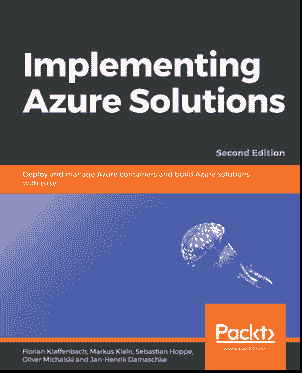 Implementing
Azure Solutions
Second Edition
Deploy and manage Azure containers and build Azure solutions
with ease
Packt>
Florian Klaffenbach, Markus Klein, Sebastian Hoppe,
Oliver Michalski and Jan-Henrik Damaschke